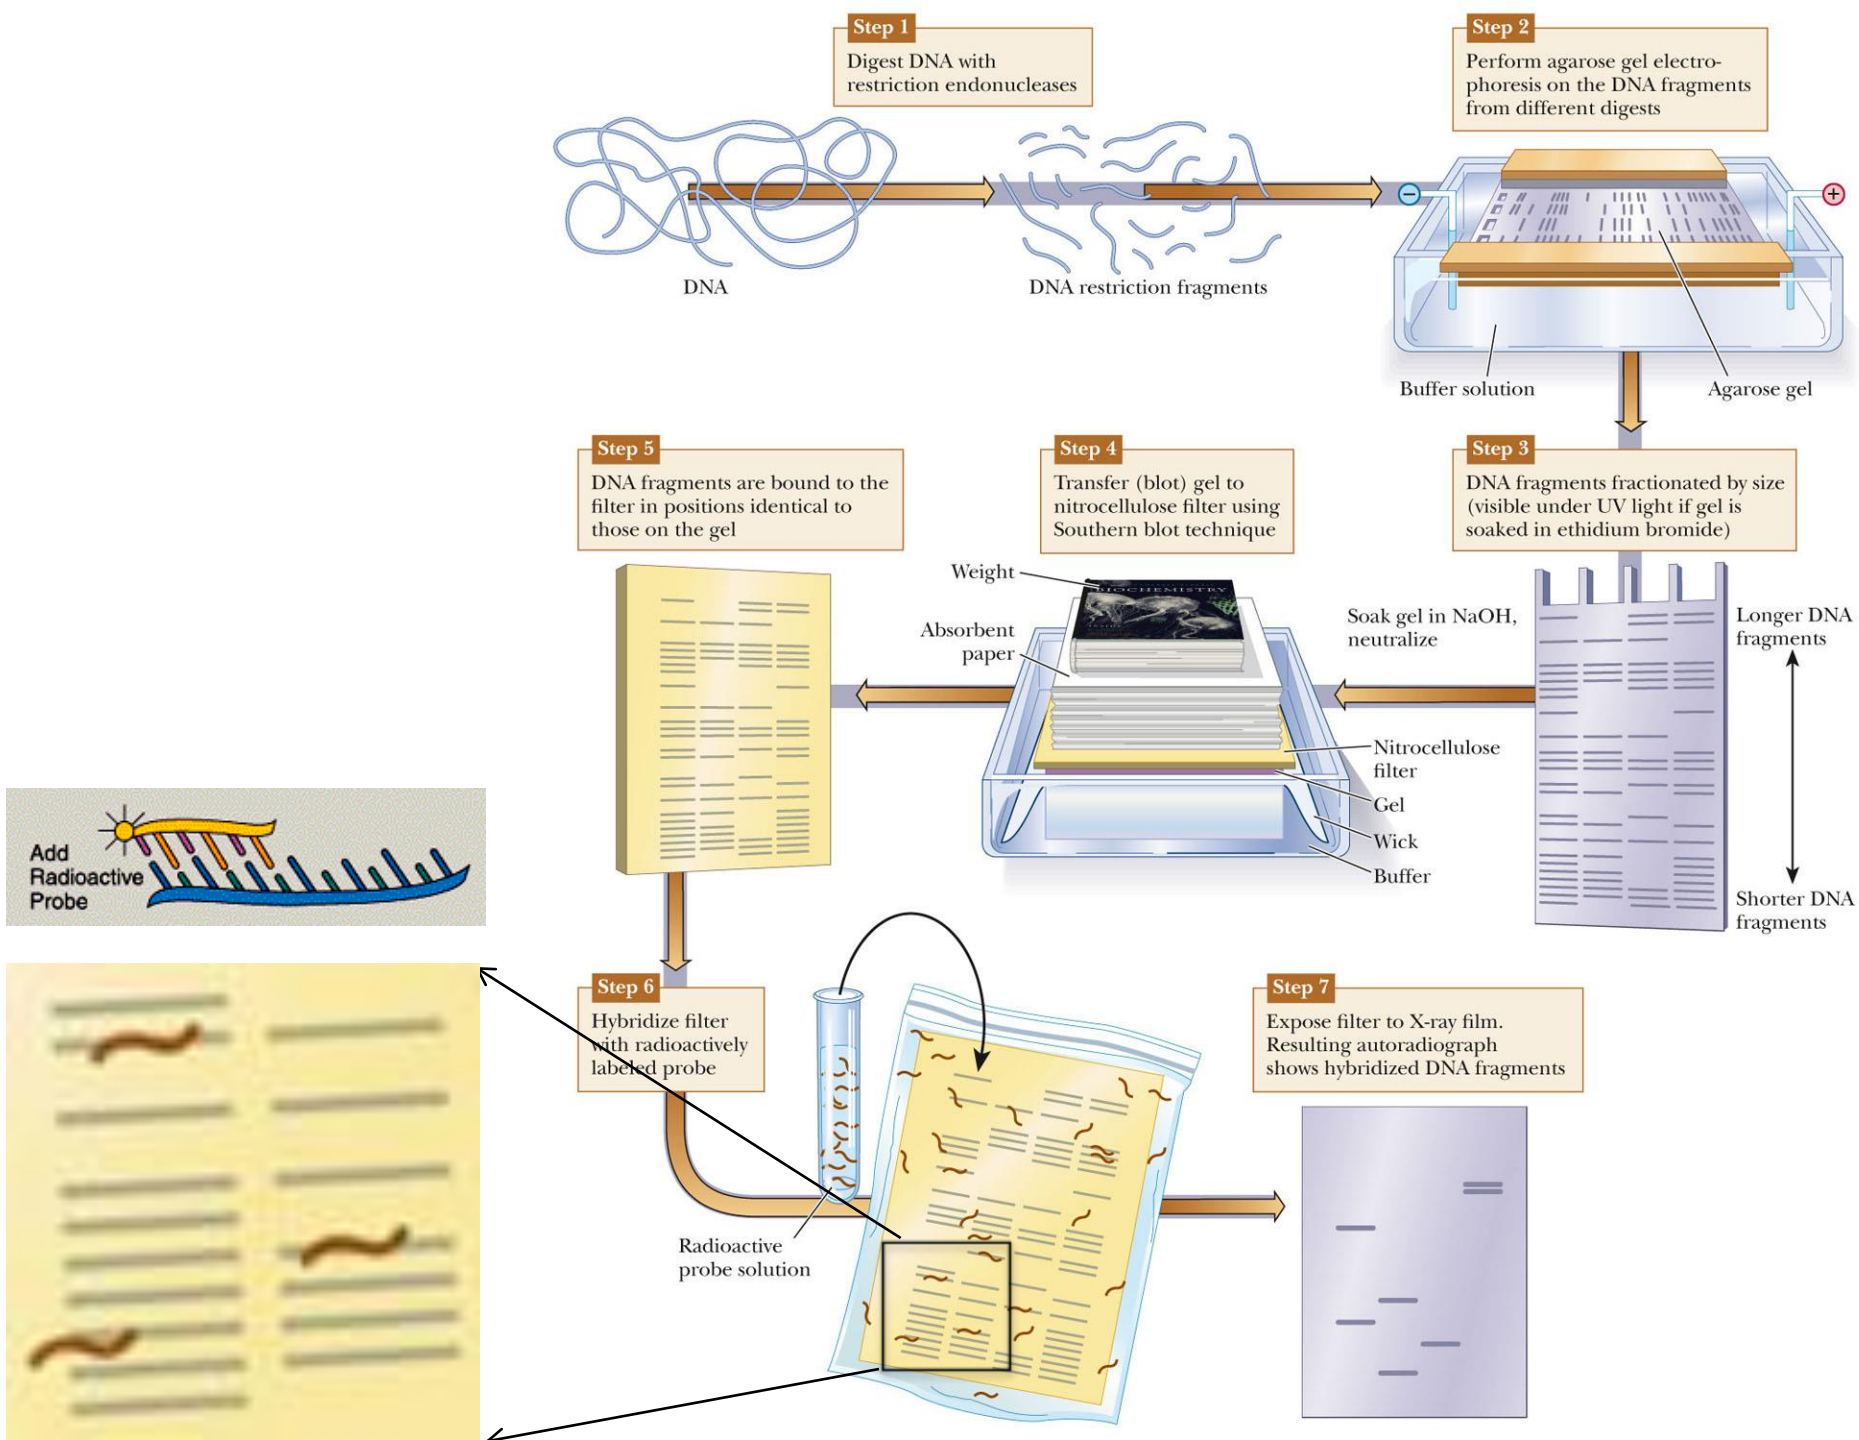 Step 1
Digest DNA with
restriction endonucleases
Step 2
Perform agarose gel electro-
phoresis on the DNA fragments
from different digests
DNA
DNA restriction fragments
−
+
Buffer solution
Agarose gel
Step 5
DNA fragments are bound to the
filter in positions identical to
those on the gel
Step 4
Transfer (blot) gel to
nitrocellulose filter using
Southern blot technique
Step 3
DNA fragments fractionated by size
(visible under UV light if gel is
soaked in ethidium bromide)
Weight
BIOCHEMISTRY
Absorbent
paper
Soak gel in NaOH,
neutralize
Longer DNA
fragments
Nitrocellulose
filter
Gel
Wick
Buffer
Shorter DNA
fragments
Add
Radioactive
Probe
Step 6
Hybridize filter
with radioactively
labeled probe
Step 7
Expose filter to X-ray film.
Resulting autoradiograph
shows hybridized DNA fragments
Radioactive
probe solution